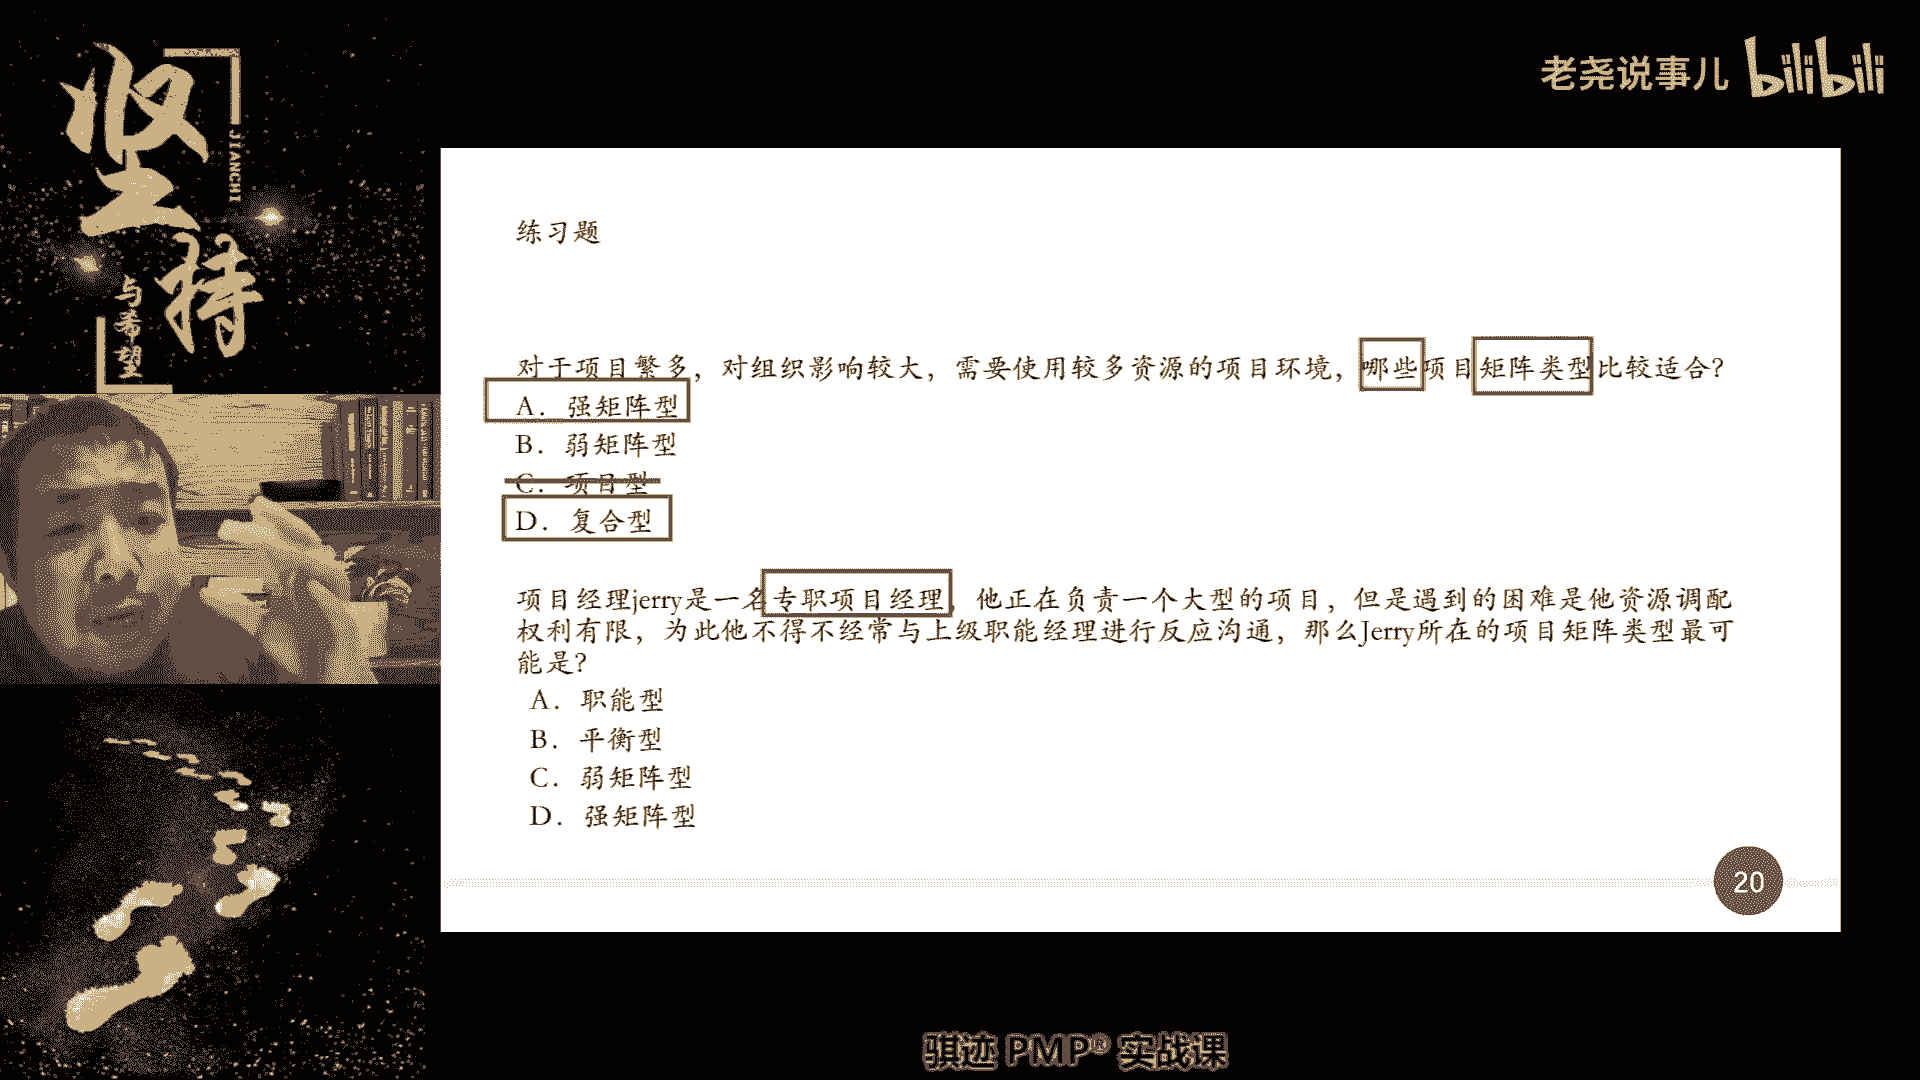 坚
持
JIANCHI
与希望
老尧说事儿 bilibili
练习题
对于项目繁多，对组织影响较大，需要使用较多资源的项目环境，哪些项目矩阵类型比较适合？
A．强矩阵型
B．弱矩阵型
C．项目型
D．复合型
项目经理jerry是一名专职项目经理，他正在负责一个大型的项目，但是遇到的困难是他资源调配
权利有限，为此他不得不经常与上级职能经理进行反应沟通，那么Jerry所在的项目矩阵类型最可
能是？
A．职能型
B．平衡型
C．弱矩阵型
D．强矩阵型
20
骐迹 PMP® 实战课